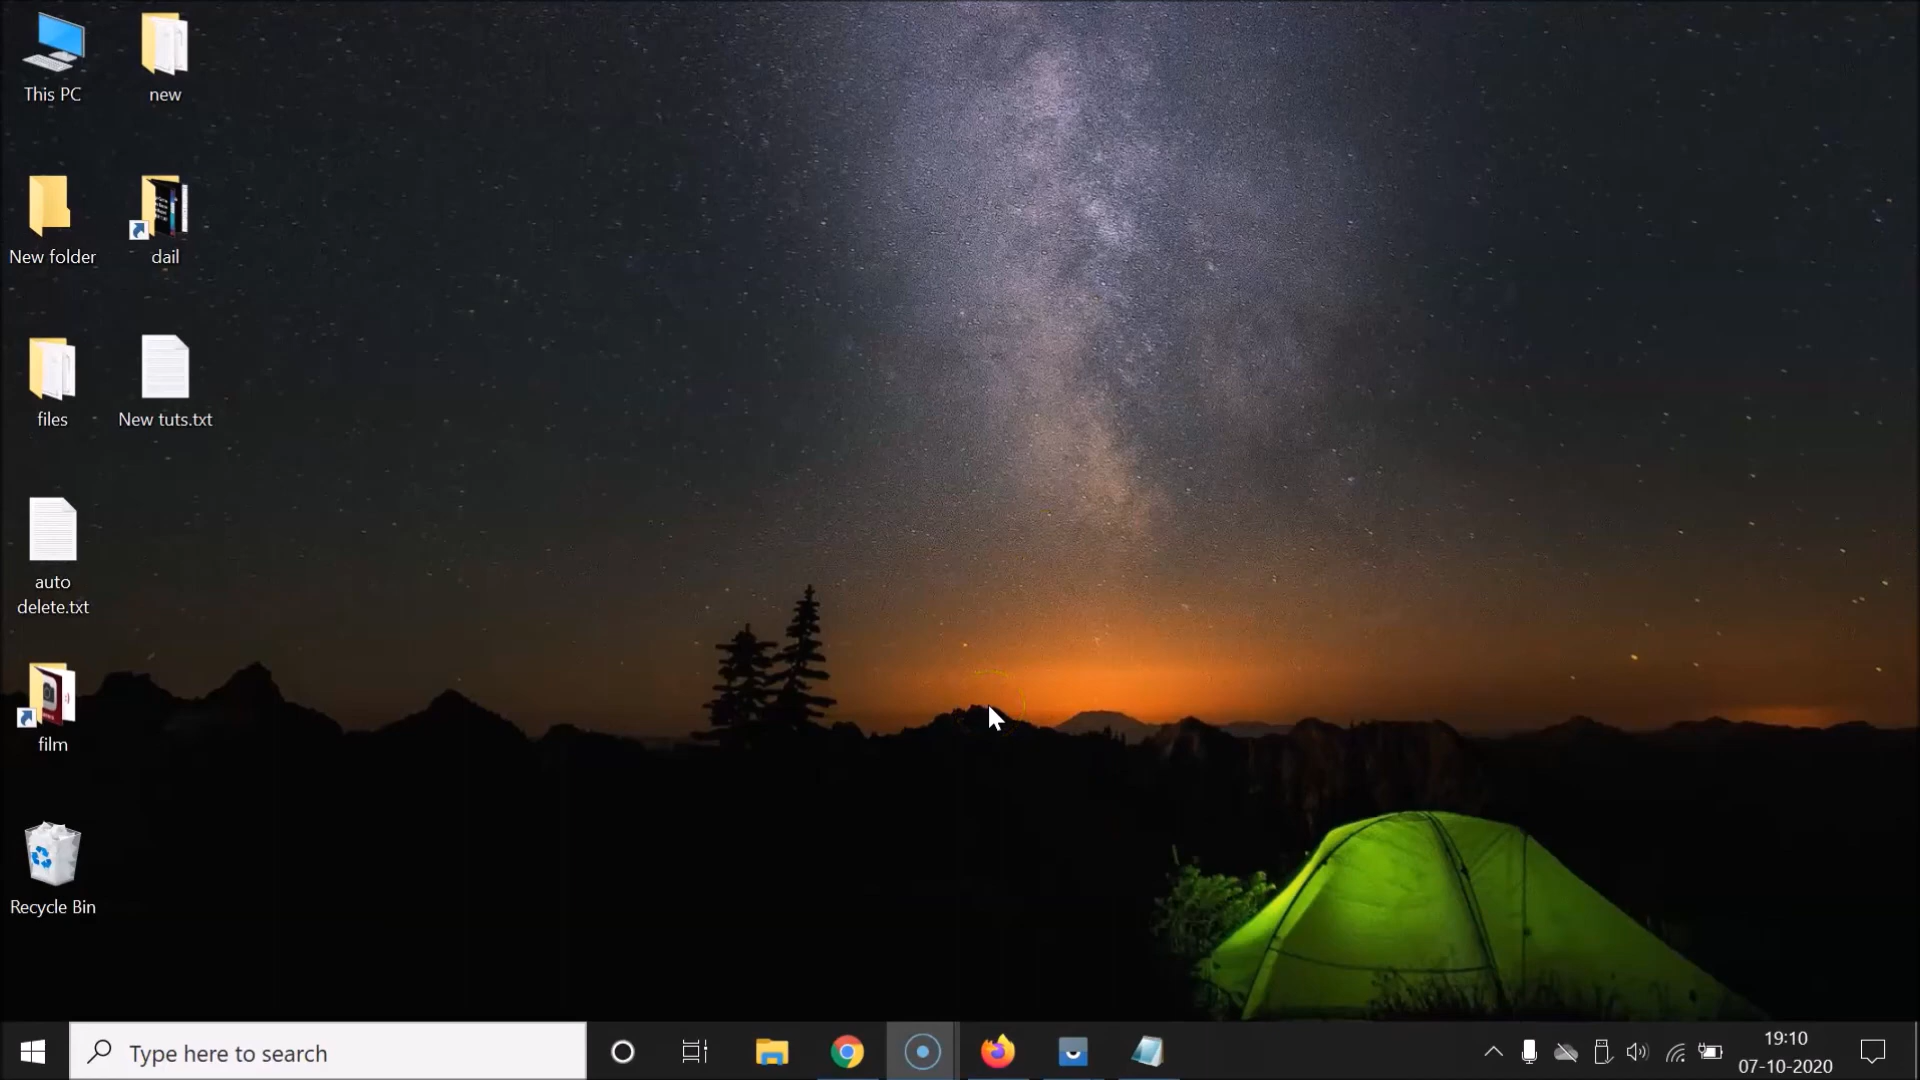 This PC
new
New folder
dail
files
New tuts.txt
auto
delete.txt
film
Recycle Bin
Type here to search
19:10
07-10-2020